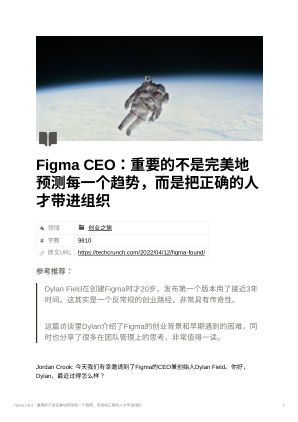 Figma CEO：重要的不是完美地
预测每一个趋势，而是把正确的人
才带进组织
领域 创业之旅
# 字数 9810
原文URL https://techcrunch.com/2022/04/12/figma-found/
参考推荐：
Dylan Field在创建Figma时才20岁，发布第一个版本用了接近3年
时间。这其实是一个反常规的创业路径，非常具有传奇性。
这篇访谈里Dylan介绍了Figma的创业背景和早期遇到的困难，同
时也分享了很多在团队管理上的思考，非常值得一读。
Jordan Crook: 今天我们有幸邀请到了Figma的CEO兼创始人Dylan Field。你好，
Dylan，最近过得怎么样？
Figma CEO：重要的不是完美地预测每一个趋势，而是把正确的人才带进组织 1